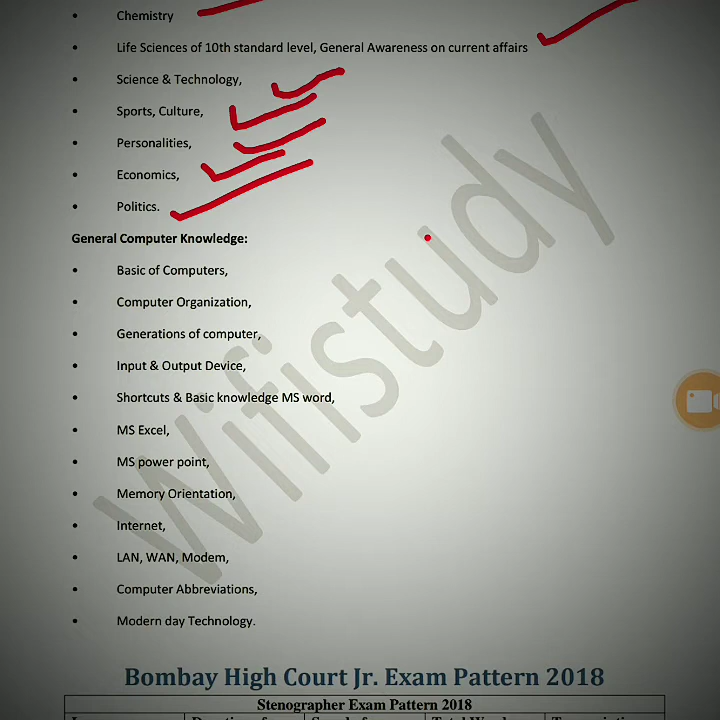 • Chemistry
• Life Sciences of 10th standard level, General Awareness on current affairs
• Science & Technology,
• Sports, Culture,
• Personalities,
• Economics,
• Politics.
General Computer Knowledge:
• Basic of Computers,
• Computer Organization,
• Generations of computer,
• Input & Output Device,
• Shortcuts & Basic knowledge MS word,
• MS Excel,
• MS power point,
• Memory Orientation,
• Internet,
• LAN, WAN, Modem,
• Computer Abbreviations,
• Modern day Technology.
Wifistudy
Bombay High Court Jr. Exam Pattern 2018
Stenographer Exam Pattern 2018